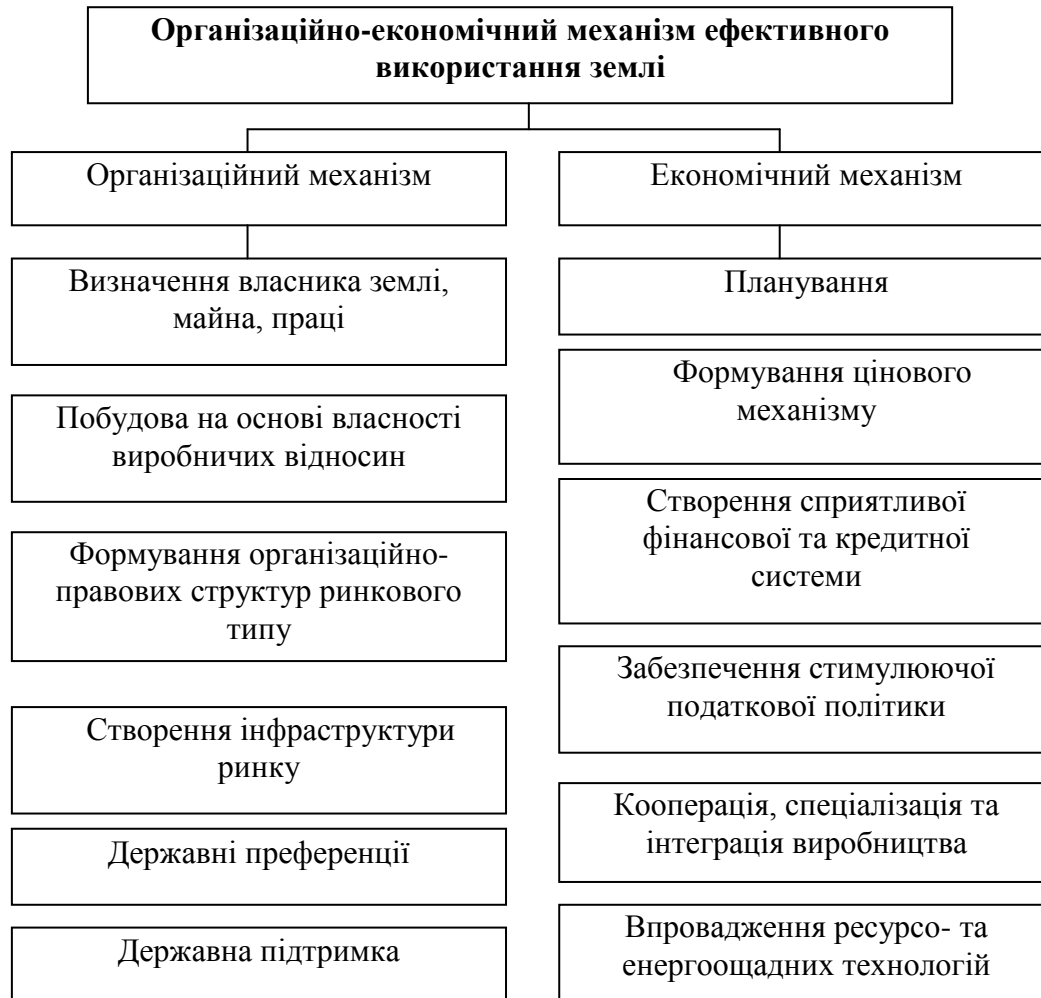 Організаційно-економічний механізм ефективного
використання землі
Організаційний механізм
Визначення власника землі,
майна, праці
Побудова на основі власності
виробничих відносин
Формування організаційно-
правових структур ринкового
типу
Створення інфраструктури
ринку
Державні преференції
Державна підтримка
Економічний механізм
Планування
Формування цінового
механізму
Створення сприятливої
фінансової та кредитної
системи
Забезпечення стимулюючої
податкової політики
Кооперація, спеціалізація та
інтеграція виробництва
Впровадження ресурсо- та
енергоощадних технологій